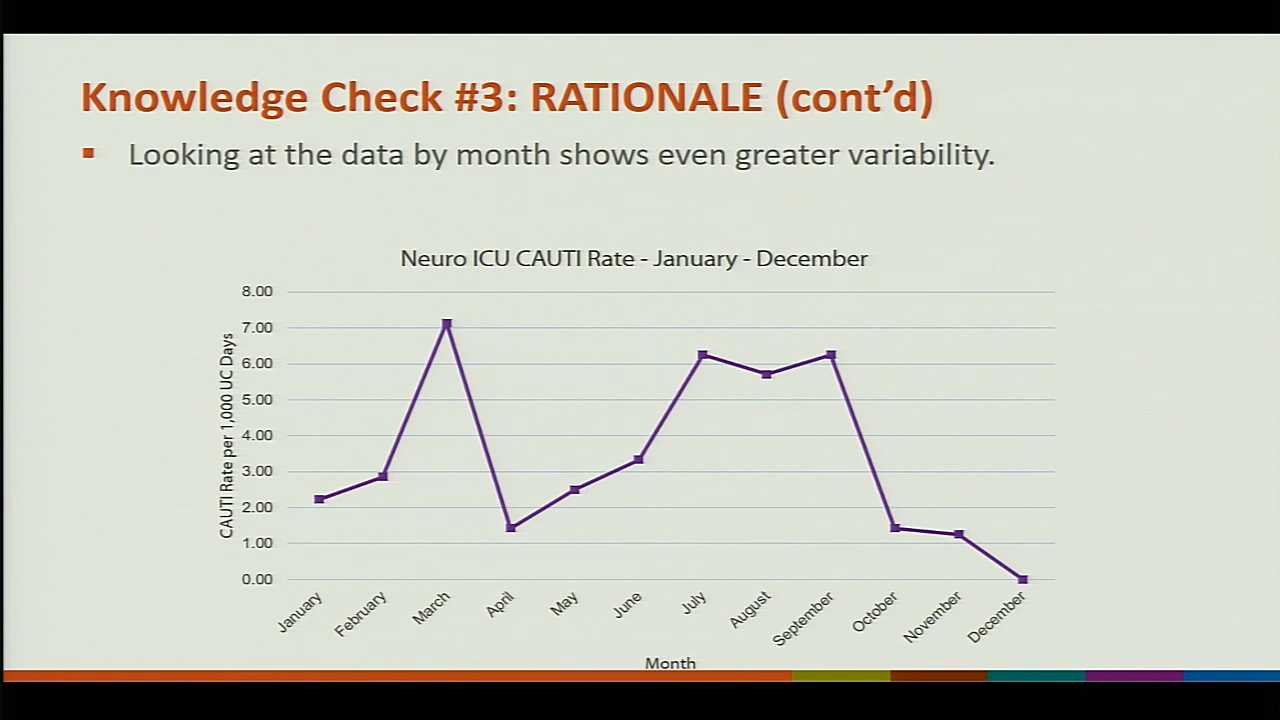 Knowledge Check #3: RATIONALE (cont’d)
Looking at the data by month shows even greater variability.
Neuro ICU CAUTI Rate - January - December
CAUTI Rate per 1,000 UC Days
8.00
7.00
6.00
5.00
4.00
3.00
2.00
1.00
0.00
January
February
March
April
May
June
July
August
September
October
November
December
Month